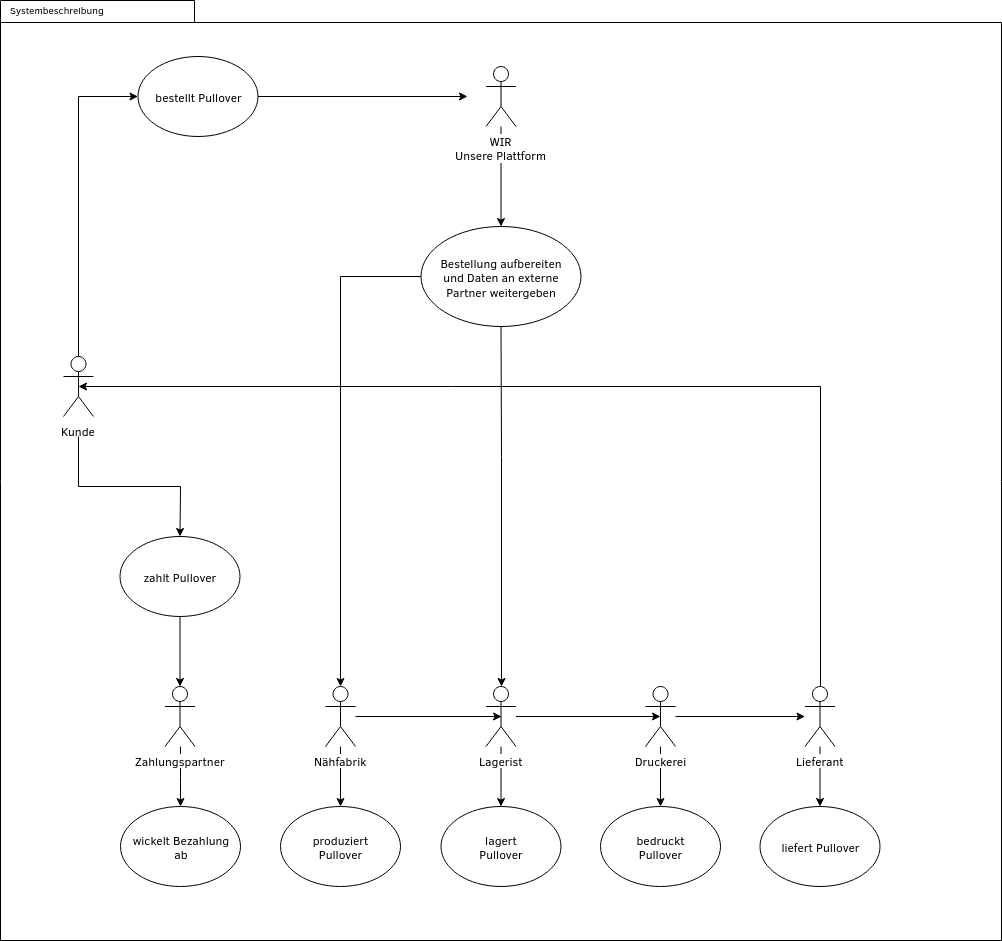 Systembeschreibung
bestellt Pullover
WIR
Unsere Plattform
Bestellung aufbereiten
und Daten an externe
Partner weitergeben
Kunde
zahlt Pullover
Zahlungspartner
Nähfabrik
Lagerist
Druckerei
Lieferant
wickelt Bezahlung
ab
produziert
Pullover
lagert
Pullover
bedruckt
Pullover
liefert Pullover